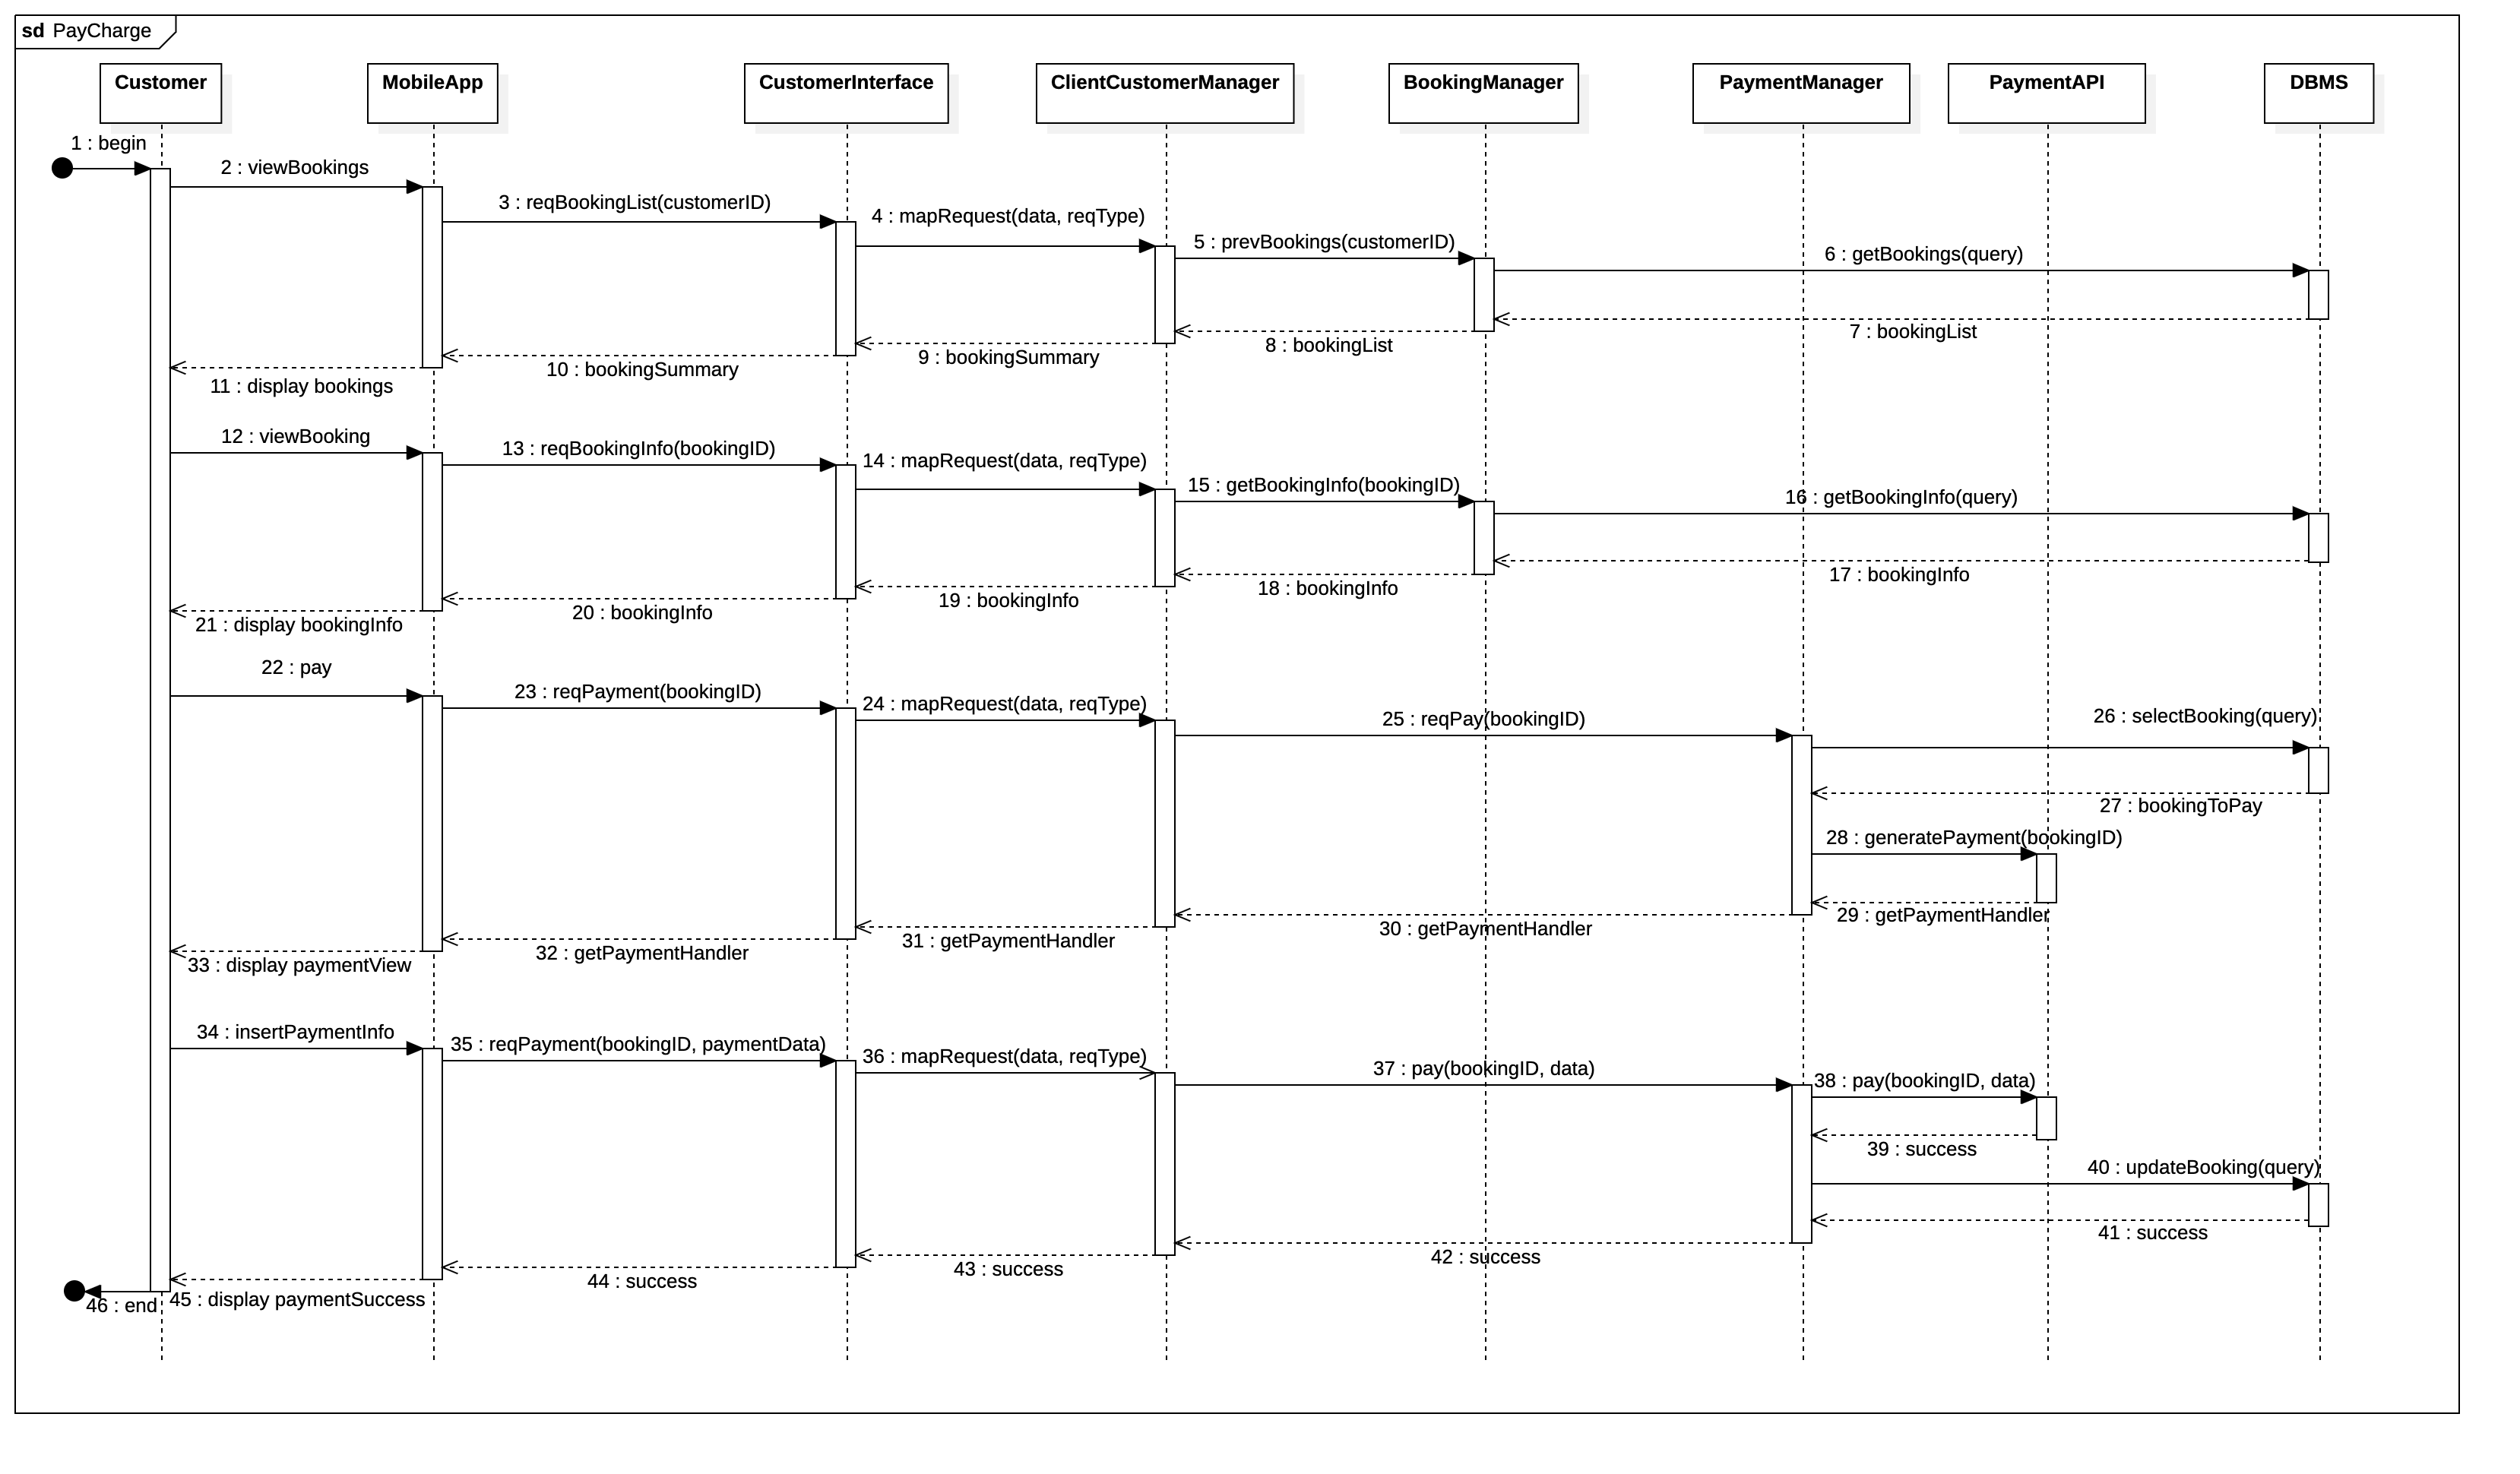 sd PayCharge
Customer
MobileApp
CustomerInterface
ClientCustomerManager
BookingManager
PaymentManager
PaymentAPI
DBMS
1 : begin
2 : viewBookings
3 : reqBookingList(customerID)
4 : mapRequest(data, reqType)
5 : prevBookings(customerID)
6 : getBookings(query)
7 : bookingList
8 : bookingList
9 : bookingSummary
10 : bookingSummary
11 : display bookings
12 : viewBooking
13 : reqBookingInfo(bookingID)
14 : mapRequest(data, reqType)
15 : getBookingInfo(bookingID)
16 : getBookingInfo(query)
17 : bookingInfo
18 : bookingInfo
19 : bookingInfo
20 : bookingInfo
21 : display bookingInfo
22 : pay
23 : reqPayment(bookingID)
24 : mapRequest(data, reqType)
25 : reqPay(bookingID)
26 : selectBooking(query)
27 : bookingToPay
28 : generatePayment(bookingID)
29 : getPaymentHandler
30 : getPaymentHandler
31 : getPaymentHandler
32 : getPaymentHandler
33 : display paymentView
34 : insertPaymentInfo
35 : reqPayment(bookingID, paymentData)
36 : mapRequest(data, reqType)
37 : pay(bookingID, data)
38 : pay(bookingID, data)
39 : success
40 : updateBooking(query)
41 : success
42 : success
43 : success
44 : success
45 : display paymentSuccess
46 : end